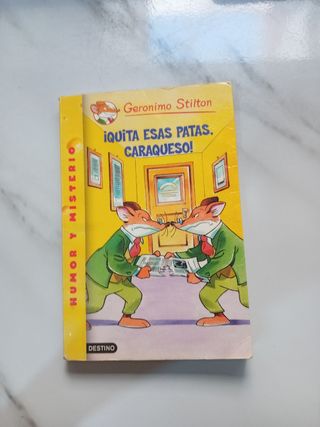 Geronimo Stilton
¡QUITA ESAS PATAS,
CARAQUESO!
HUMOR Y MISTERIO
DESTINO